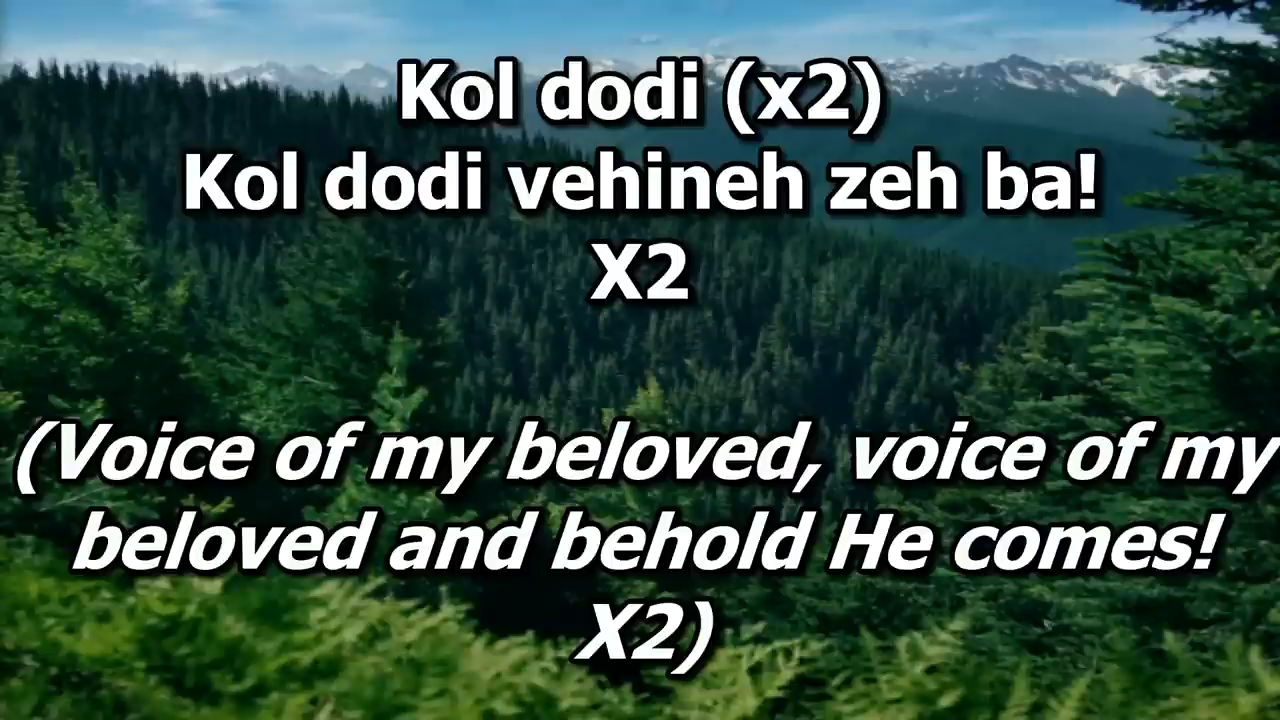 Kol dodi (x2)
Kol dodi vehineh zeh ba!
X2
(Voice of my beloved, voice of my
beloved and behold He comes!
X2)